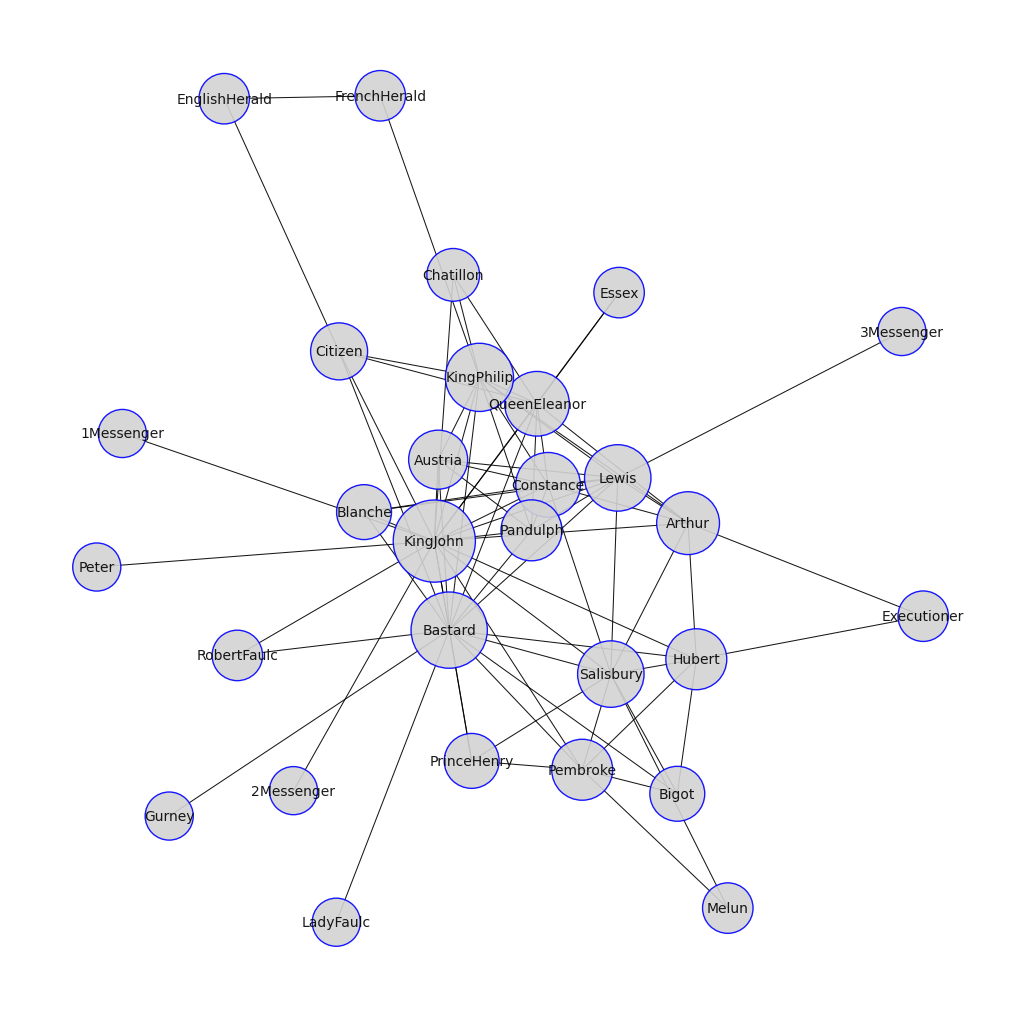 EnglishHerald
FrenchHerald
Chatillon
Essex
3Messenger
Citizen
KingPhilip
QueenEleanor
1Messenger
Austria
Lewis
Constance
Blanche
Arthur
Pandulph
KingJohn
Peter
Executioner
Bastard
RobertFaulc
Hubert
Salisbury
PrinceHenry
Pembroke
2Messenger
Bigot
Gurney
Melun
LadyFaulc